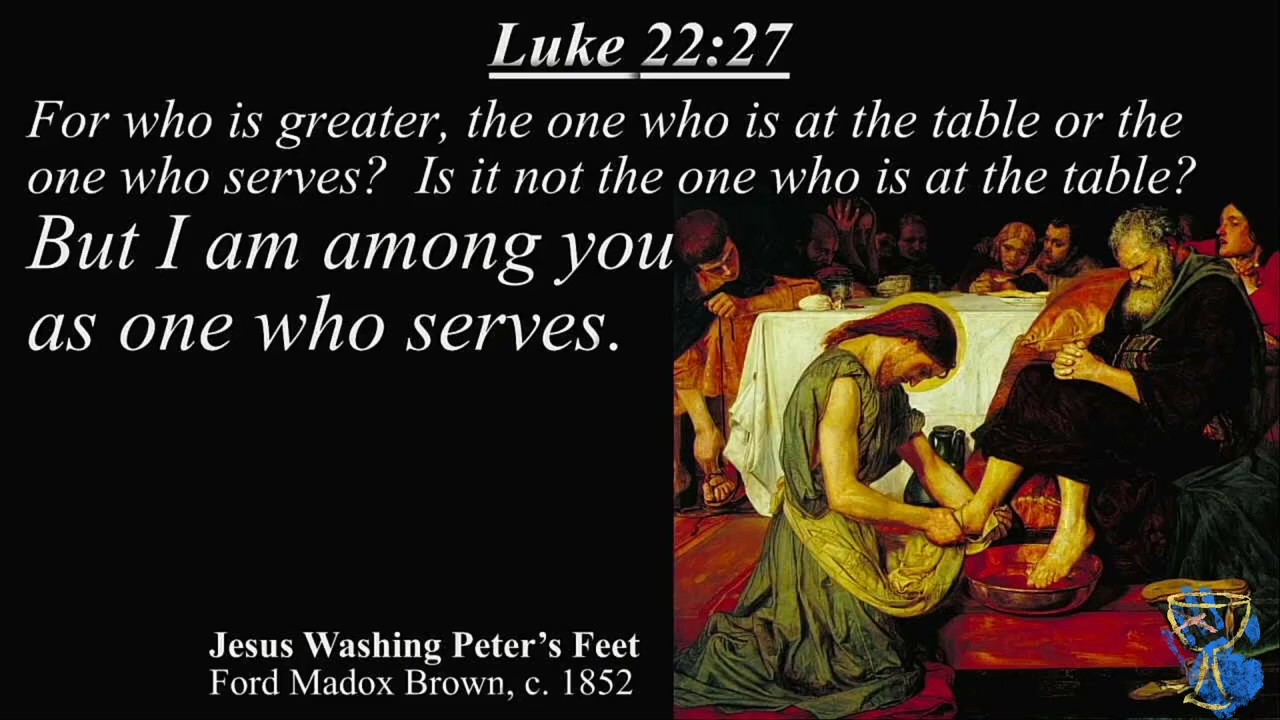 Luke 22:27
For who is greater, the one who is at the table or the
one who serves?  Is it not the one who is at the table?
But I am among you
as one who serves.
Jesus Washing Peter’s Feet
Ford Madox Brown, c. 1852